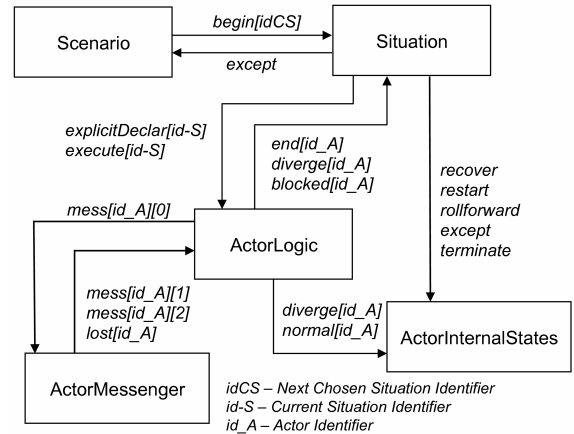 Scenario
begin[idCS]
except
Situation
explicitDeclar[id-S]
execute[id-S]
end[id_A]
diverge[id_A]
blocked[id_A]
recover
restart
rollforward
except
terminate
mess[id_A][0]
ActorLogic
mess[id_A][1]
mess[id_A][2]
lost[id_A]
diverge[id_A]
normal[id_A]
ActorInternalStates
ActorMessenger
idCS – Next Chosen Situation Identifier
id-S – Current Situation Identifier
id_A – Actor Identifier